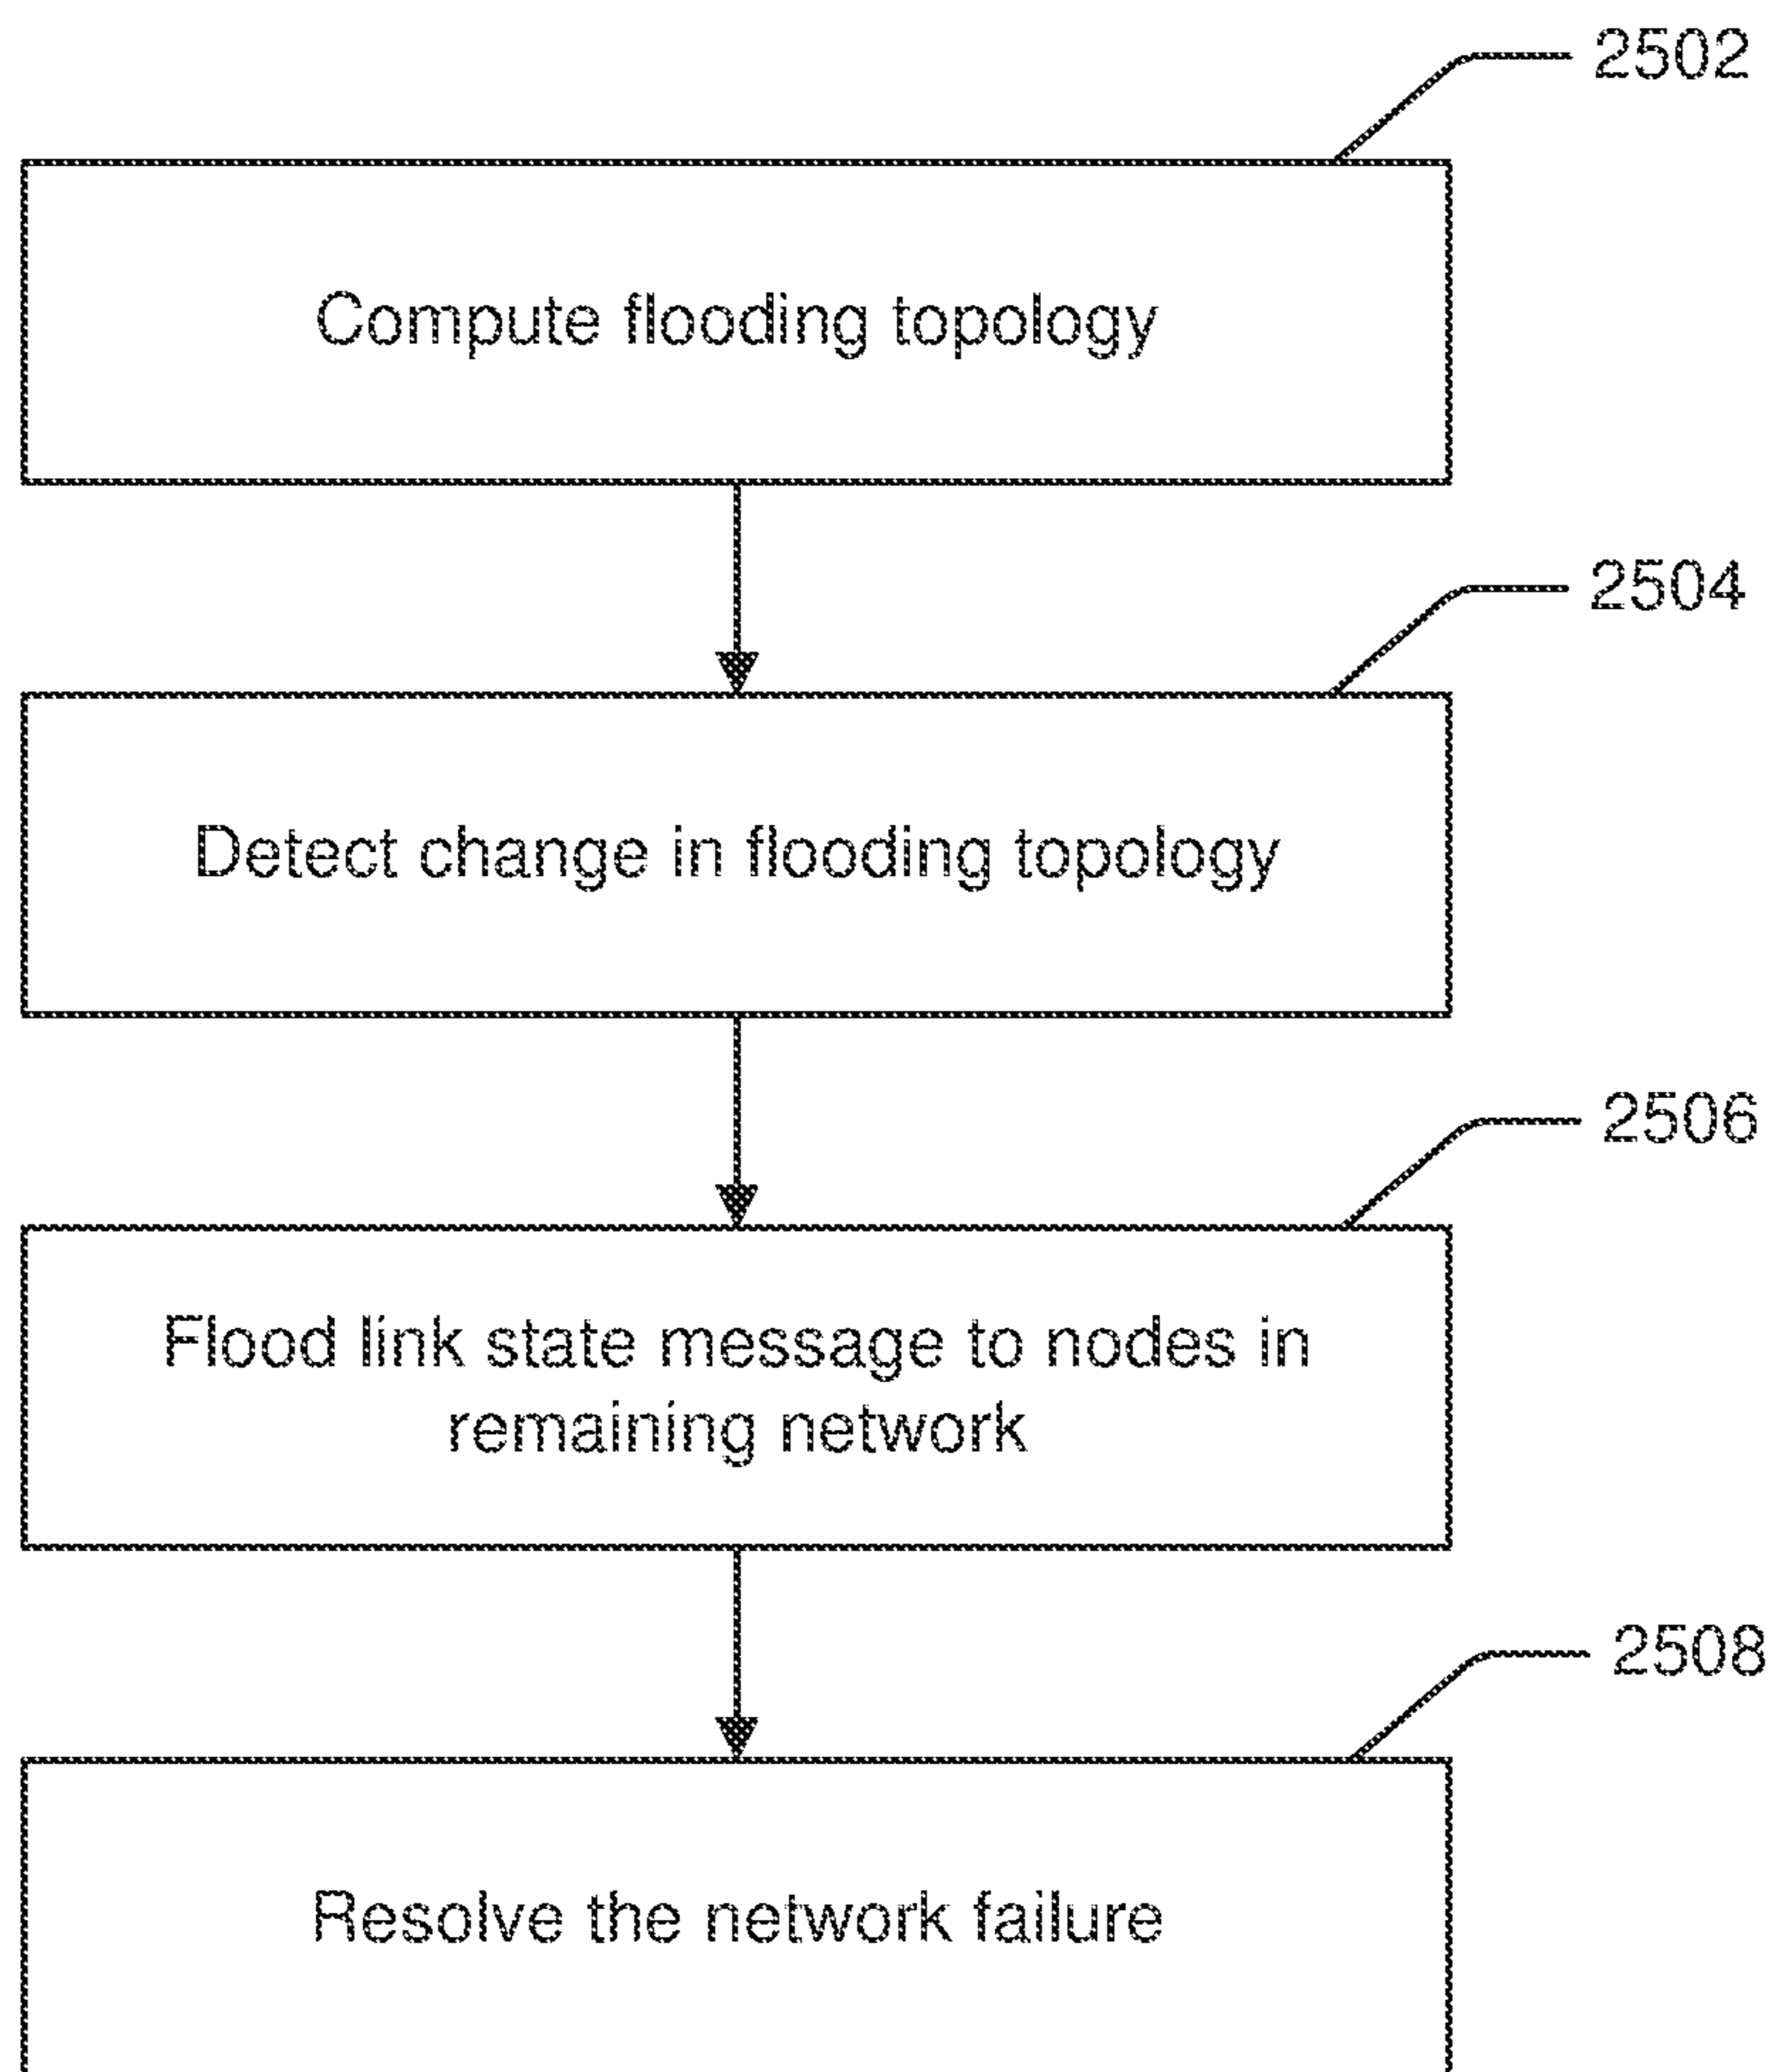 2502
Compute flooding topology
2504
Detect change in flooding topology
2506
Flood link state message to nodes in
remaining network
2508
Resolve the network failure